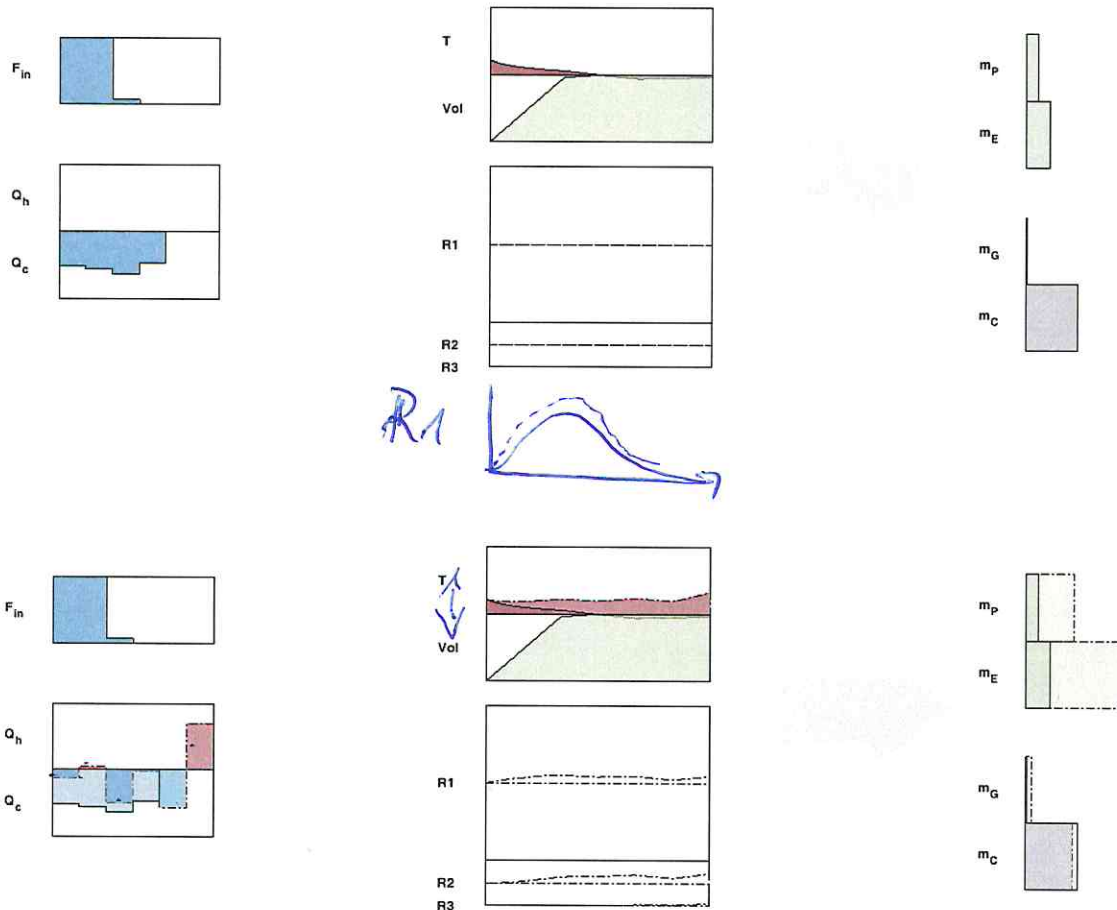 F_in
T
Vol
m_P
m_E
Q_h
Q_c
R1
R2
R3
m_G
m_C
R1
F_in
T
Vol
m_P
m_E
Q_h
Q_c
R1
R2
R3
m_G
m_C